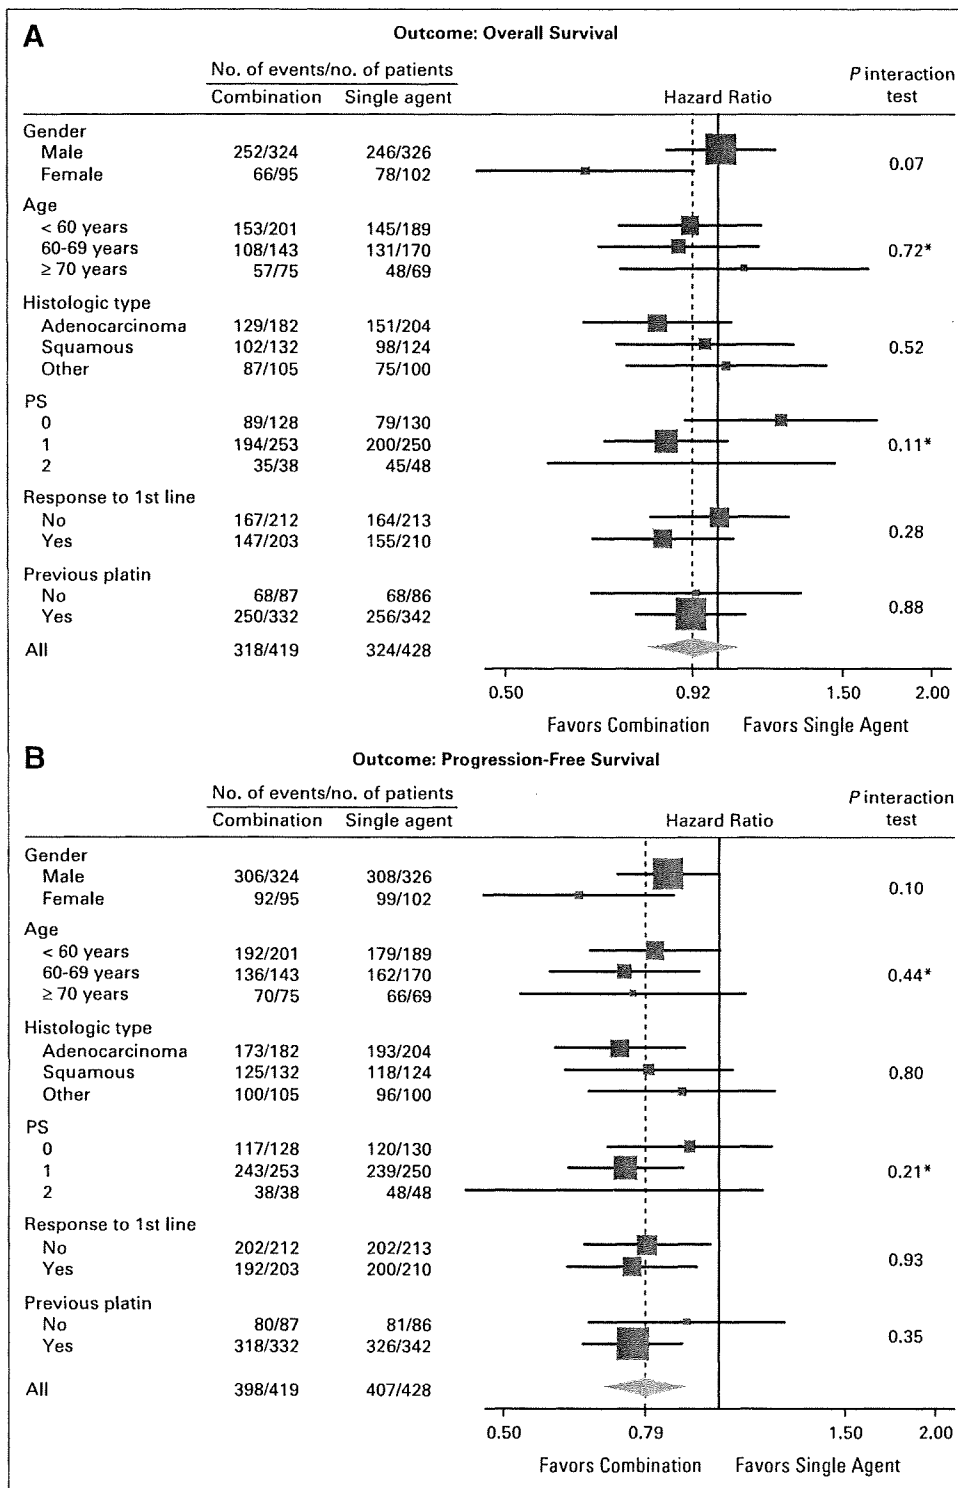 A
Outcome: Overall Survival
No. of events/no. of patients
P interaction test
Combination Single agent Hazard Ratio
Gender
Male 252/324 246/326
0.07
Female 66/95 78/102
Age
< 60 years 153/201 145/189
60-69 years 108/143 131/170 0.72*
≥ 70 years 57/75 48/69
Histologic type
Adenocarcinoma 129/182 151/204
Squamous 102/132 98/124 0.52
Other 87/105 75/100
PS
0 89/128 79/130
1 194/253 200/250 0.11*
2 35/38 45/48
Response to 1st line
No 167/212 164/213
0.28
Yes 147/203 155/210
Previous platin
No 68/87 68/86
0.88
Yes 250/332 256/342
All 318/419 324/428
0.50 0.92 1.50 2.00
Favors Combination Favors Single Agent
B
Outcome: Progression-Free Survival
No. of events/no. of patients
P interaction test
Combination Single agent Hazard Ratio
Gender
Male 306/324 308/326
0.10
Female 92/95 99/102
Age
< 60 years 192/201 179/189
60-69 years 136/143 162/170 0.44*
≥ 70 years 70/75 66/69
Histologic type
Adenocarcinoma 173/182 193/204
Squamous 125/132 118/124 0.80
Other 100/105 96/100
PS
0 117/128 120/130
1 243/253 239/250 0.21*
2 38/38 48/48
Response to 1st line
No 202/212 202/213
0.93
Yes 192/203 200/210
Previous platin
No 80/87 81/86
0.35
Yes 318/332 326/342
All 398/419 407/428
0.50 0.79 1.50 2.00
Favors Combination Favors Single Agent